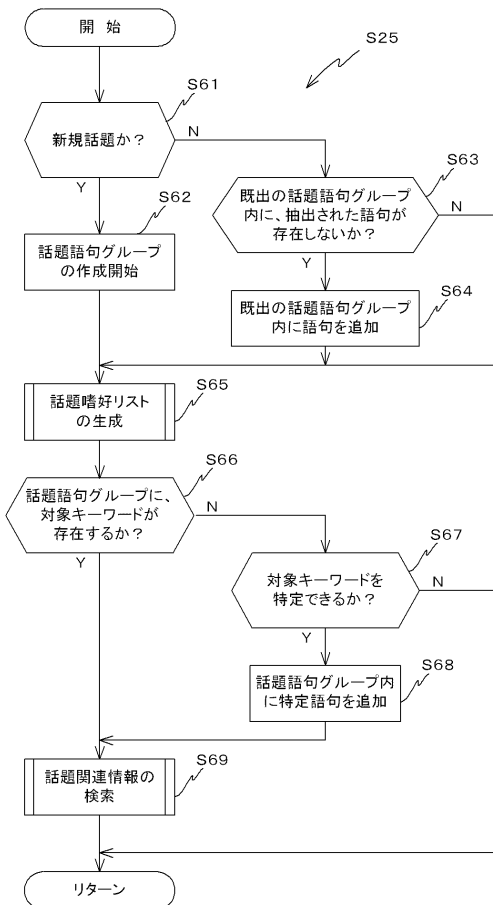 開 始
S25
S61
新規話題か？
N
Y
S63
既出の話題語句グループ
内に、抽出された語句が
存在しないか？
N
Y
S62
話題語句グループ
の作成開始
S64
既出の話題語句グループ
内に語句を追加
S65
話題嗜好リスト
の生成
S66
話題語句グループに、
対象キーワードが
存在するか？
N
Y
S67
対象キーワードを
特定できるか？
N
Y
S68
話題語句グループ内
に特定語句を追加
S69
話題関連情報の
検索
リターン